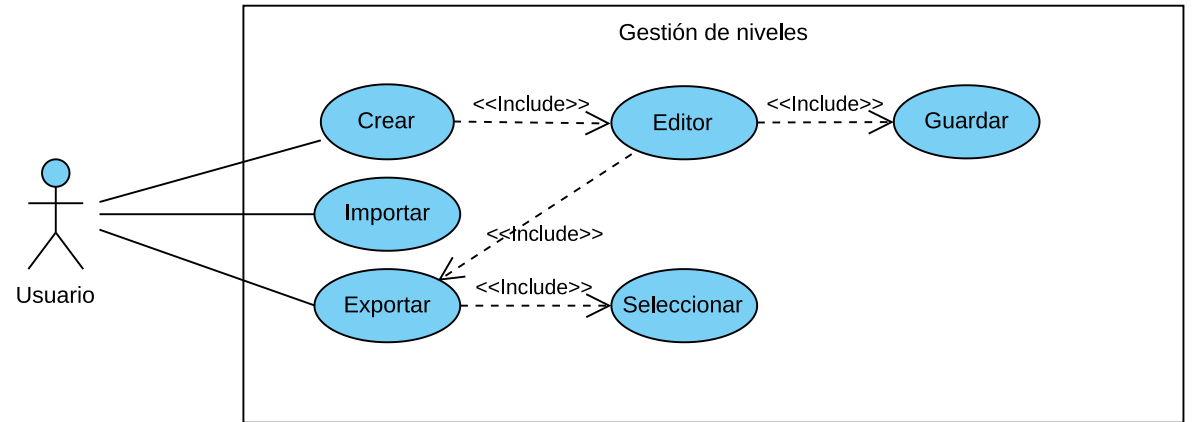 Gestión de niveles
<<Include>>
<<Include>>
Crear
Editor
Guardar
Importar
<<Include>>
Usuario
<<Include>>
Exportar
Seleccionar